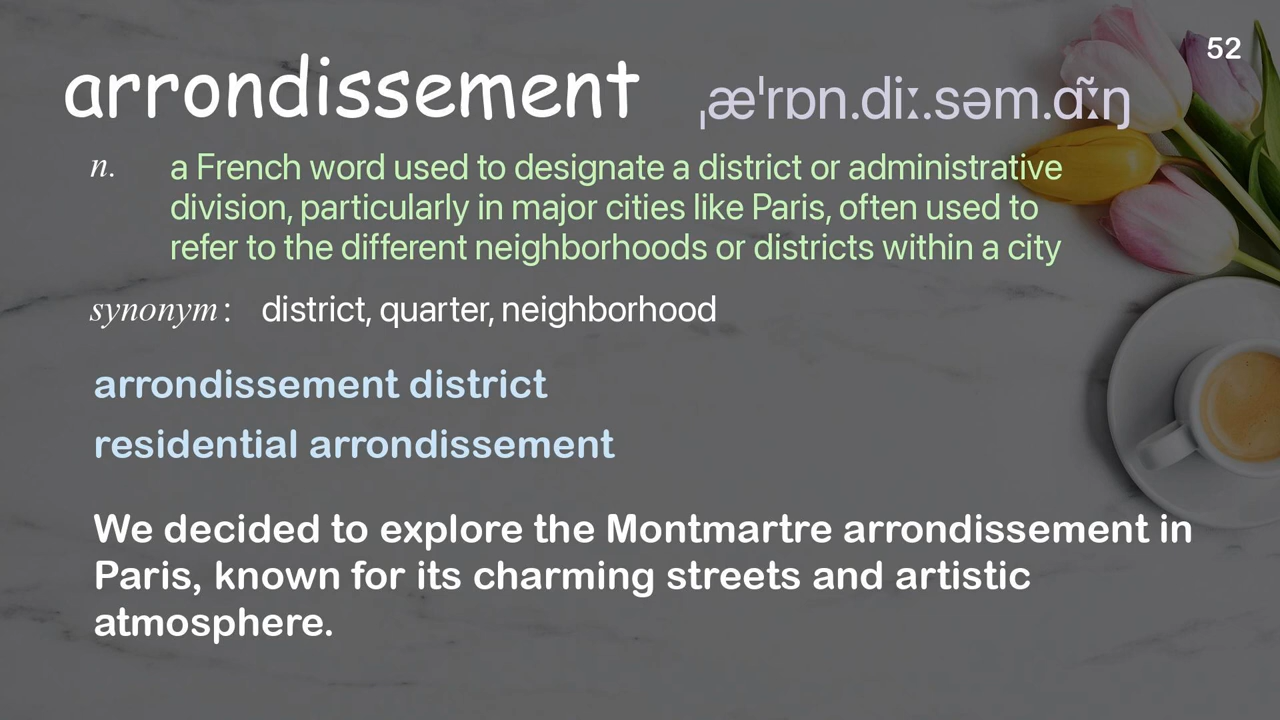 52
arrondissement ˌæˈrɒn.diː.səm.ɑ̃ːŋ
n. a French word used to designate a district or administrative
division, particularly in major cities like Paris, often used to
refer to the different neighborhoods or districts within a city
synonym: district, quarter, neighborhood
arrondissement district
residential arrondissement
We decided to explore the Montmartre arrondissement in
Paris, known for its charming streets and artistic
atmosphere.